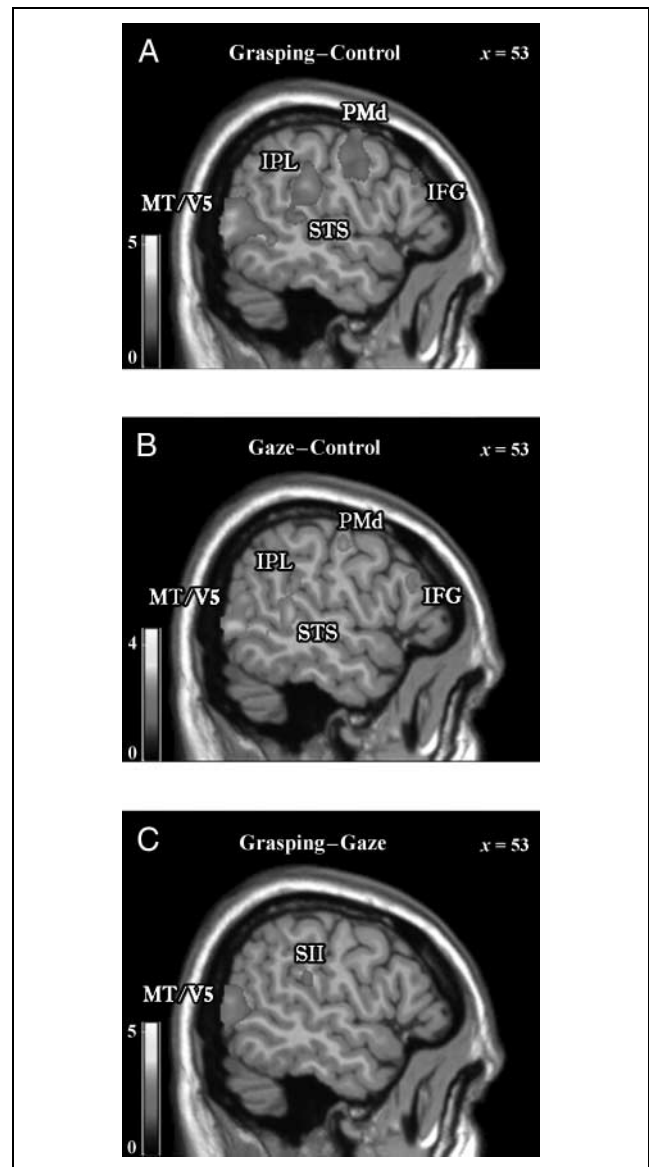 A Grasping–Control x = 53
PMd
IPL
IFG
MT/V5
STS
5
0
B Gaze–Control x = 53
PMd
IPL
IFG
MT/V5
STS
4
0
C Grasping–Gaze x = 53
SII
MT/V5
5
0